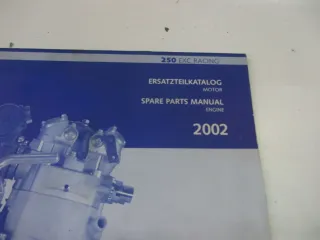 250 EXC RACING
ERSATZTEILKATALOG
MOTOR
SPARE PARTS MANUAL
ENGINE
2002